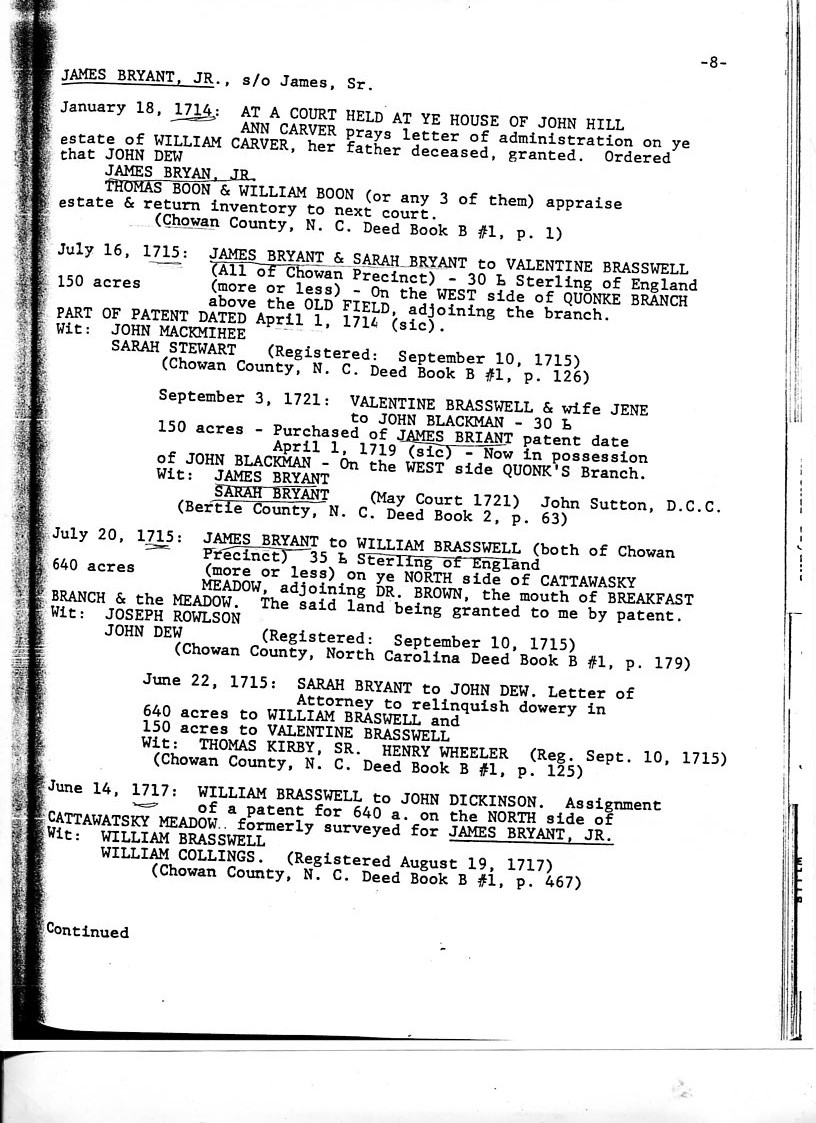 -8-
JAMES BRYANT, JR., s/o James, Sr.
January 18, 1714: AT A COURT HELD AT YE HOUSE OF JOHN HILL
ANN CARVER prays letter of administration on ye
estate of WILLIAM CARVER, her father deceased, granted. Ordered
that JOHN DEW
JAMES BRYAN, JR.
THOMAS BOON & WILLIAM BOON (or any 3 of them) appraise
estate & return inventory to next court.
(Chowan County, N. C. Deed Book B #1, p. 1)
July 16, 1715: JAMES BRYANT & SARAH BRYANT to VALENTINE BRASSWELL
(All of Chowan Precinct) - 30 Ł Sterling of England
150 acres (more or less) - On the WEST side of QUONKE BRANCH
above the OLD FIELD, adjoining the branch.
PART OF PATENT DATED April 1, 1714 (sic).
Wit: JOHN MACKMIHEE
SARAH STEWART (Registered: September 10, 1715)
(Chowan County, N. C. Deed Book B #1, p. 126)
September 3, 1721: VALENTINE BRASSWELL & wife JENE
to JOHN BLACKMAN - 30 Ł
150 acres - Purchased of JAMES BRIANT patent date
April 1, 1719 (sic) - Now in possession
of JOHN BLACKMAN - On the WEST side QUONK'S Branch.
Wit: JAMES BRYANT
SARAH BRYANT (May Court 1721) John Sutton, D.C.C.
(Bertie County, N. C. Deed Book 2, p. 63)
July 20, 1715: JAMES BRYANT to WILLIAM BRASSWELL (both of Chowan
Precinct) 35 Ł Sterling of England
640 acres (more or less) on ye NORTH side of CATTAWASKY
MEADOW, adjoining DR. BROWN, the mouth of BREAKFAST
BRANCH & the MEADOW. The said land being granted to me by patent.
Wit: JOSEPH ROWLSON
JOHN DEW (Registered: September 10, 1715)
(Chowan County, North Carolina Deed Book B #1, p. 179)
June 22, 1715: SARAH BRYANT to JOHN DEW. Letter of
Attorney to relinquish dowery in
640 acres to WILLIAM BRASWELL and
150 acres to VALENTINE BRASSWELL
Wit: THOMAS KIRBY, SR. HENRY WHEELER (Reg. Sept. 10, 1715)
(Chowan County, N. C. Deed Book B #1, p. 125)
June 14, 1717: WILLIAM BRASSWELL to JOHN DICKINSON. Assignment
of a patent for 640 a. on the NORTH side of
CATTAWATSKY MEADOW.. formerly surveyed for JAMES BRYANT, JR.
Wit: WILLIAM BRASSWELL
WILLIAM COLLINGS. (Registered August 19, 1717)
(Chowan County, N. C. Deed Book B #1, p. 467)
Continued